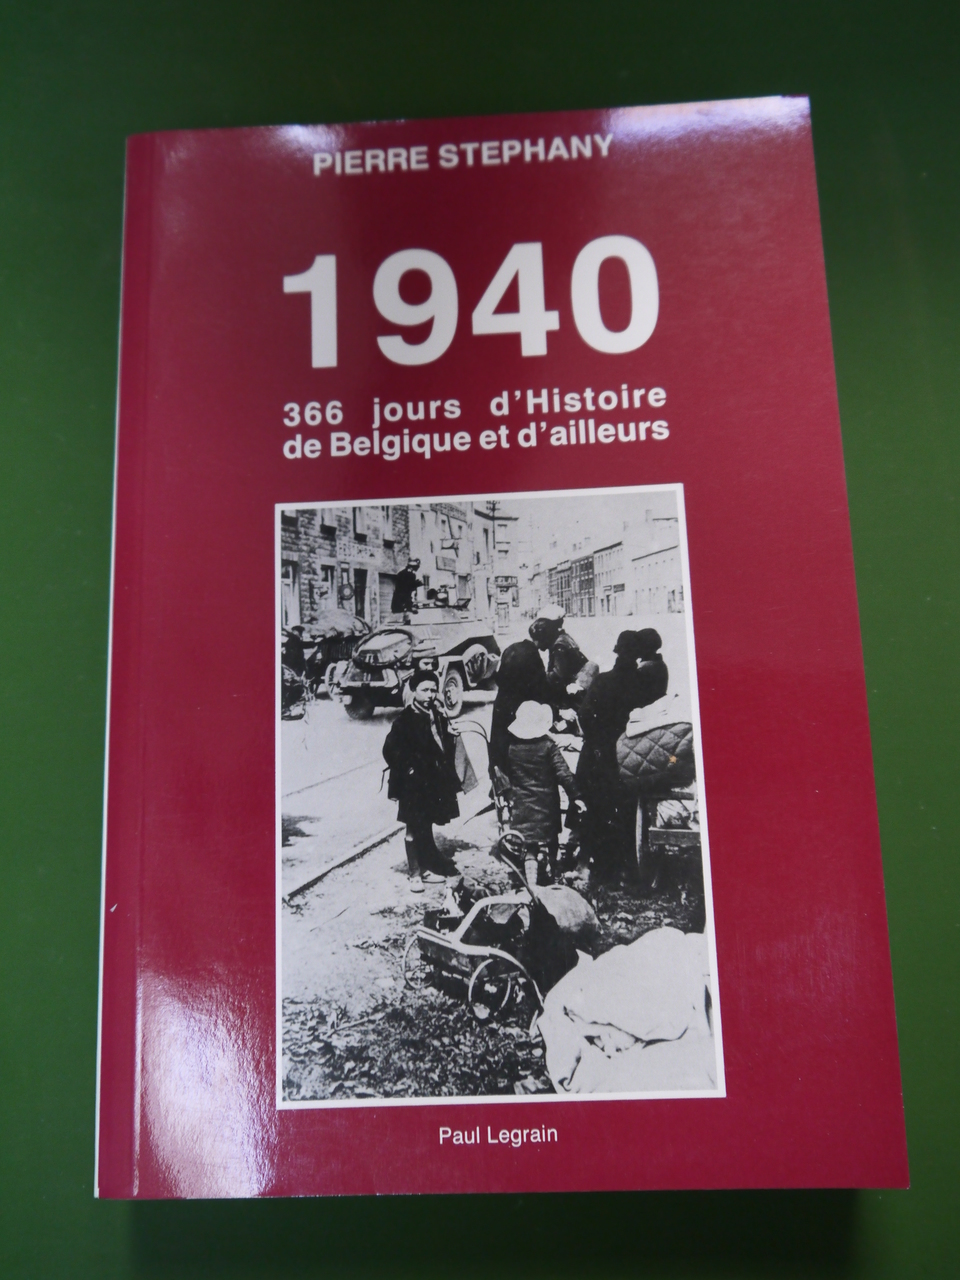 PIERRE STEPHANY
1940
366 jours d'Histoire
de Belgique et d'ailleurs
Paul Legrain